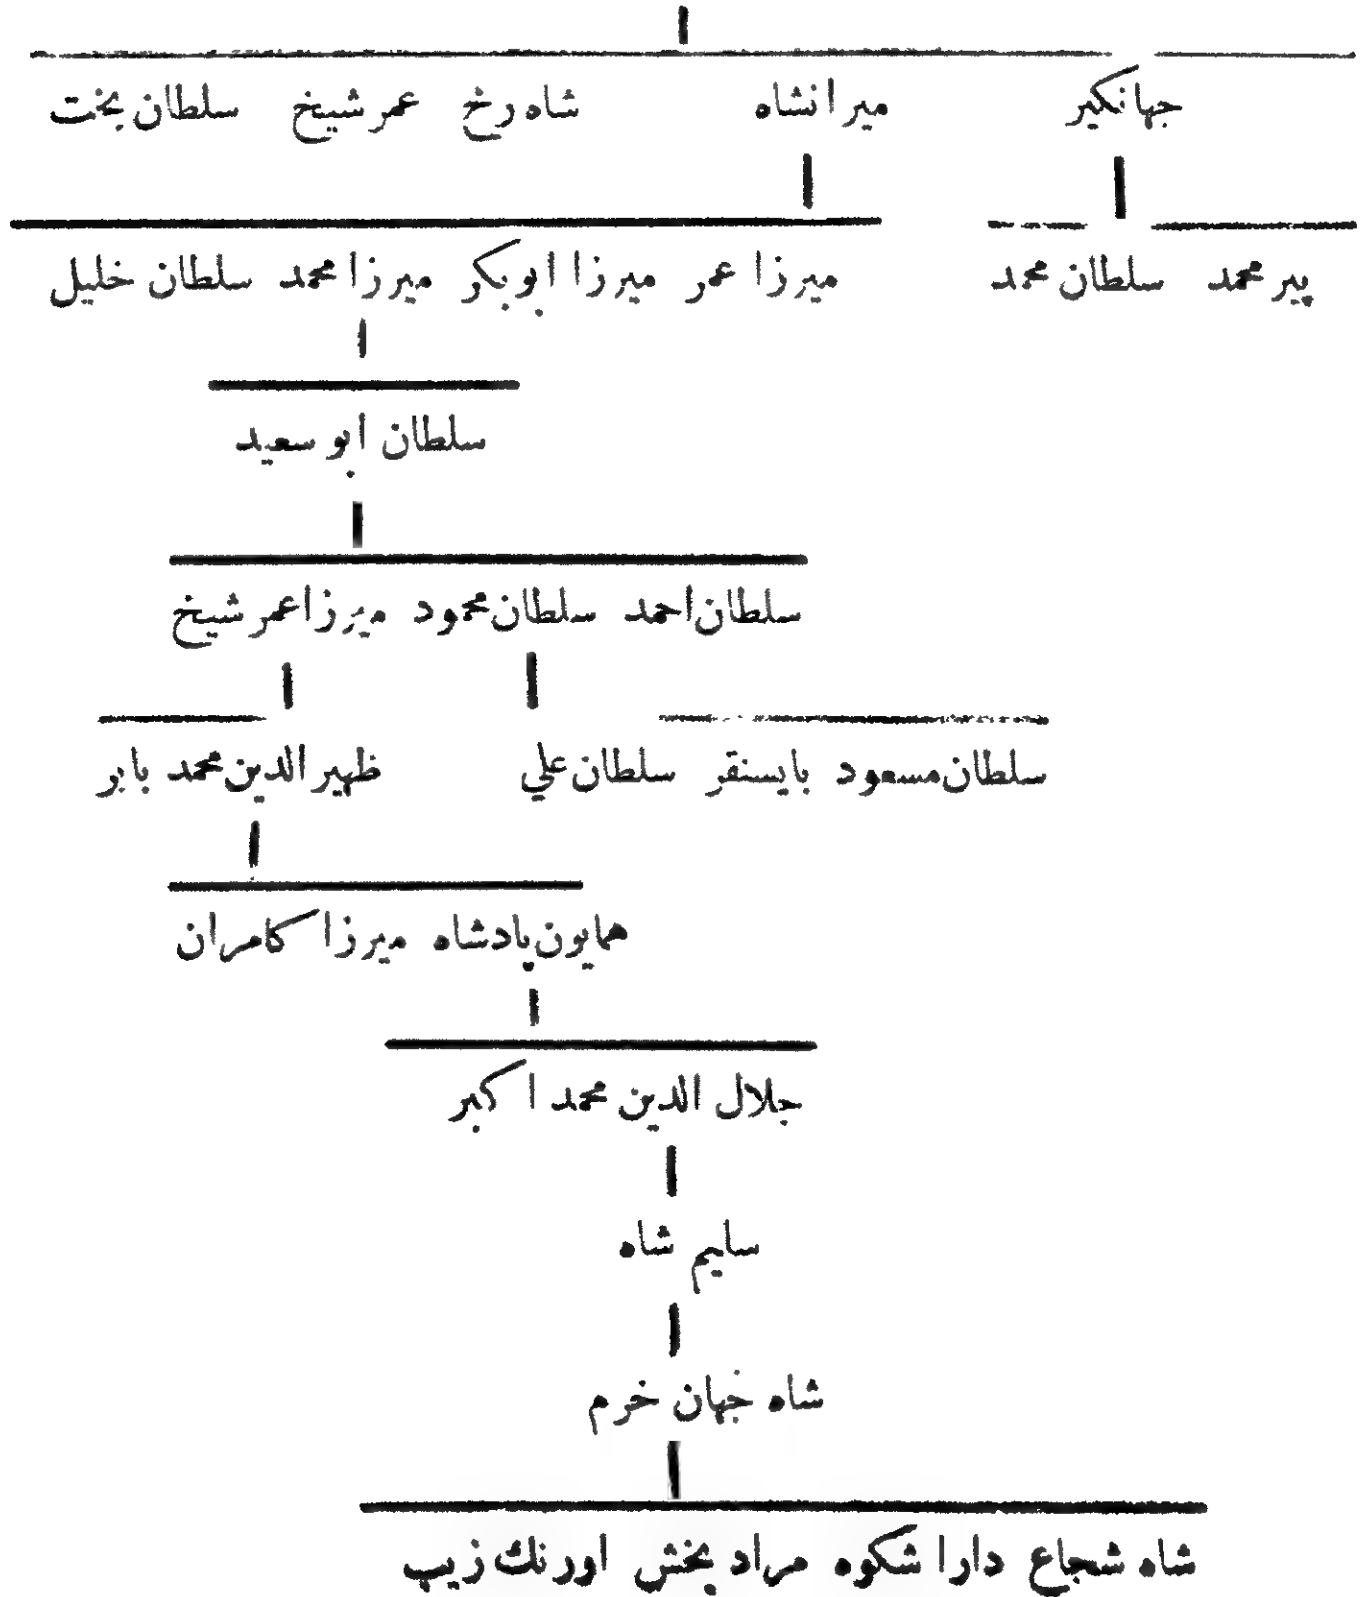 جهانكير ميرانشاه شاه رخ عمر شيخ سلطان بخت
پير محمد سلطان محمد ميرزا عمر ميرزا ابوبكر ميرزا محمد سلطان خليل
سلطان ابو سعيد
سلطان احمد سلطان محمود ميرزا عمر شيخ
سلطان مسعود بايسنقر سلطان علي ظهير الدين محمد بابر
همايون پادشاه ميرزا كامران
جلال الدين محمد اكبر
سليم شاه
شاه جهان خرم
شاه شجاع دارا شكوه مراد بخش اورنك زيب